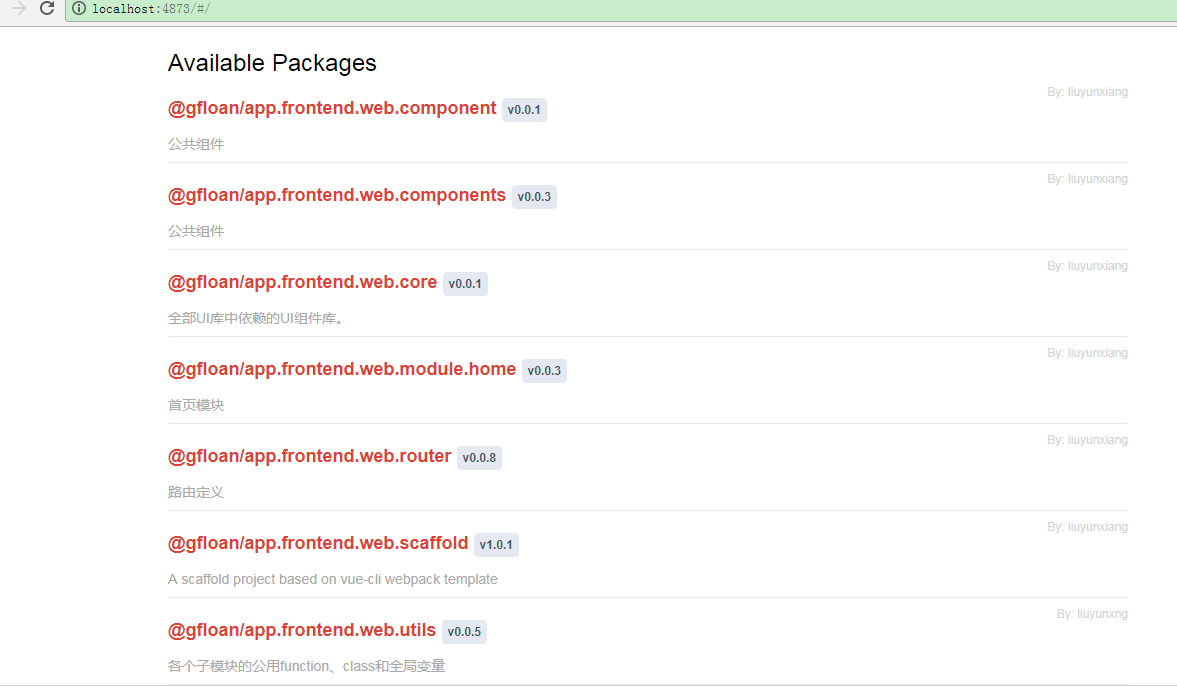 localhost:4873/#/
Available Packages
@gfloan/app.frontend.web.component v0.0.1 By: liuyunxiang
公共组件
@gfloan/app.frontend.web.components v0.0.3 By: liuyunxiang
公共组件
@gfloan/app.frontend.web.core v0.0.1 By: liuyunxiang
全部UI库中依赖的UI组件库。
@gfloan/app.frontend.web.module.home v0.0.3 By: liuyunxiang
首页模块
@gfloan/app.frontend.web.router v0.0.8 By: liuyunxiang
路由定义
@gfloan/app.frontend.web.scaffold v1.0.1 By: liuyunxiang
A scaffold project based on vue-cli webpack template
@gfloan/app.frontend.web.utils v0.0.5 By: liuyunxng
各个子模块的公用function、class和全局变量